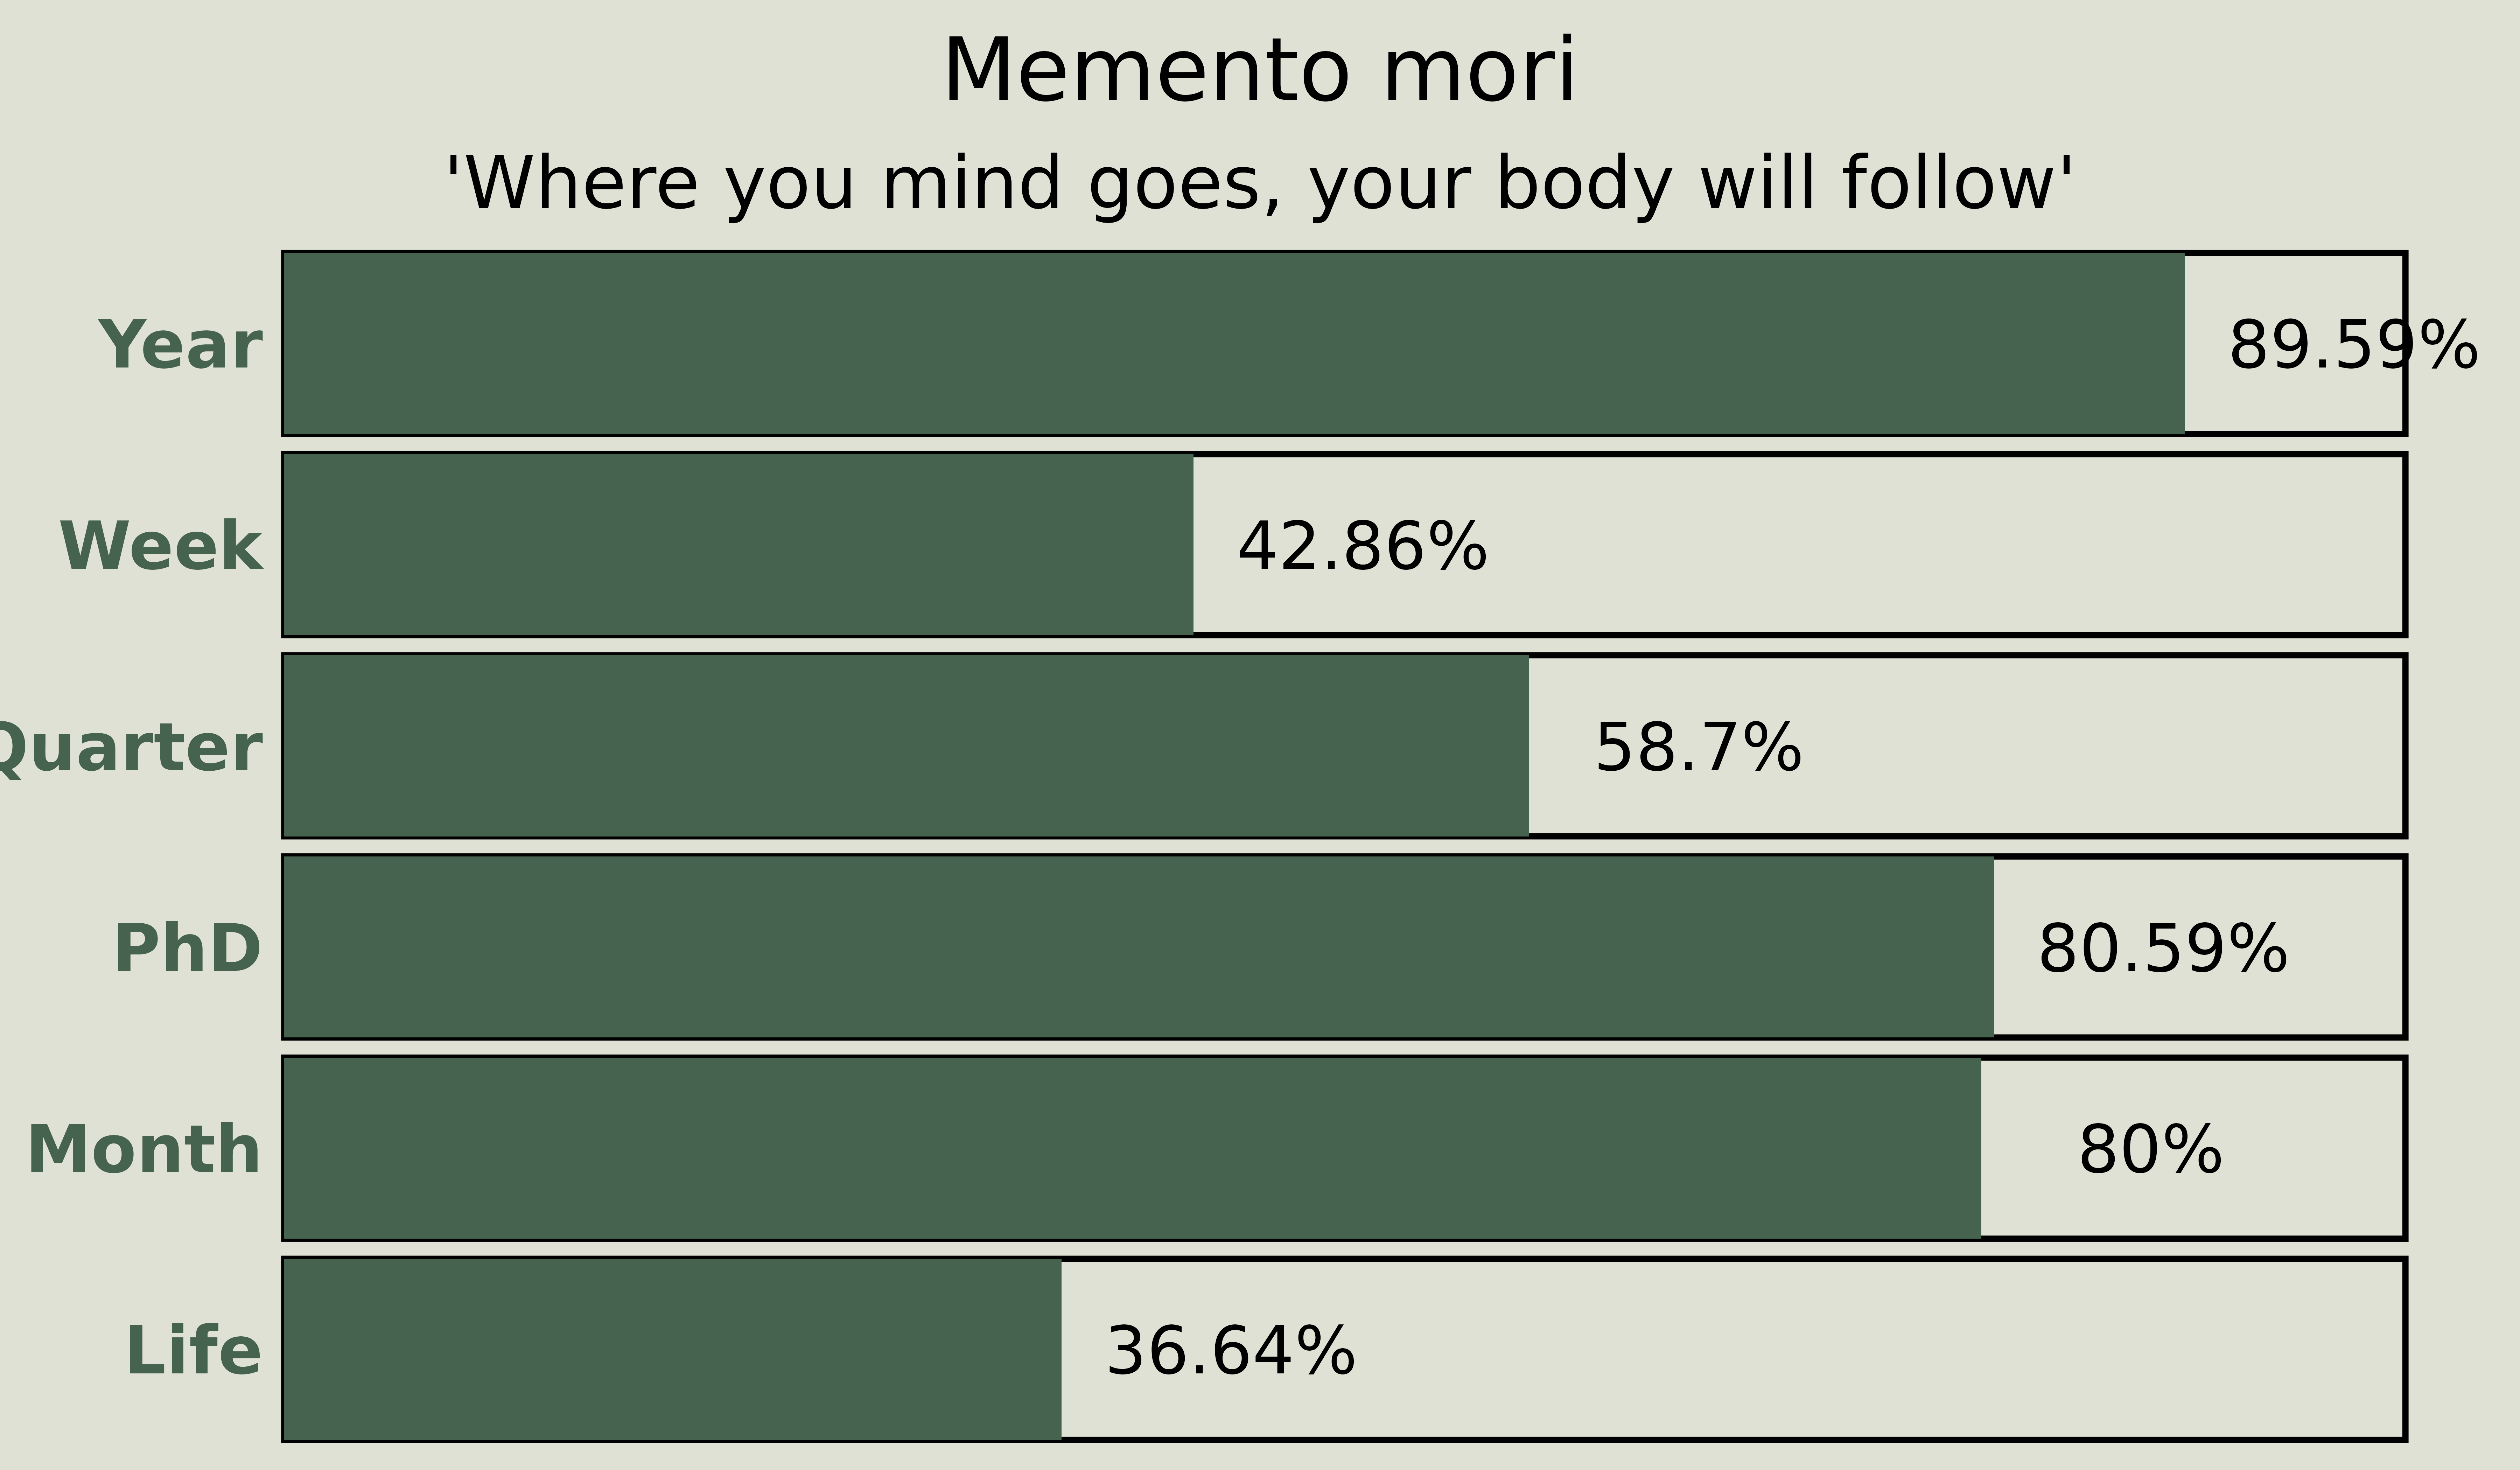 Memento mori
'Where you mind goes, your body will follow'
Year 89.59%
Week 42.86%
Quarter 58.7%
PhD 80.59%
Month 80%
Life 36.64%